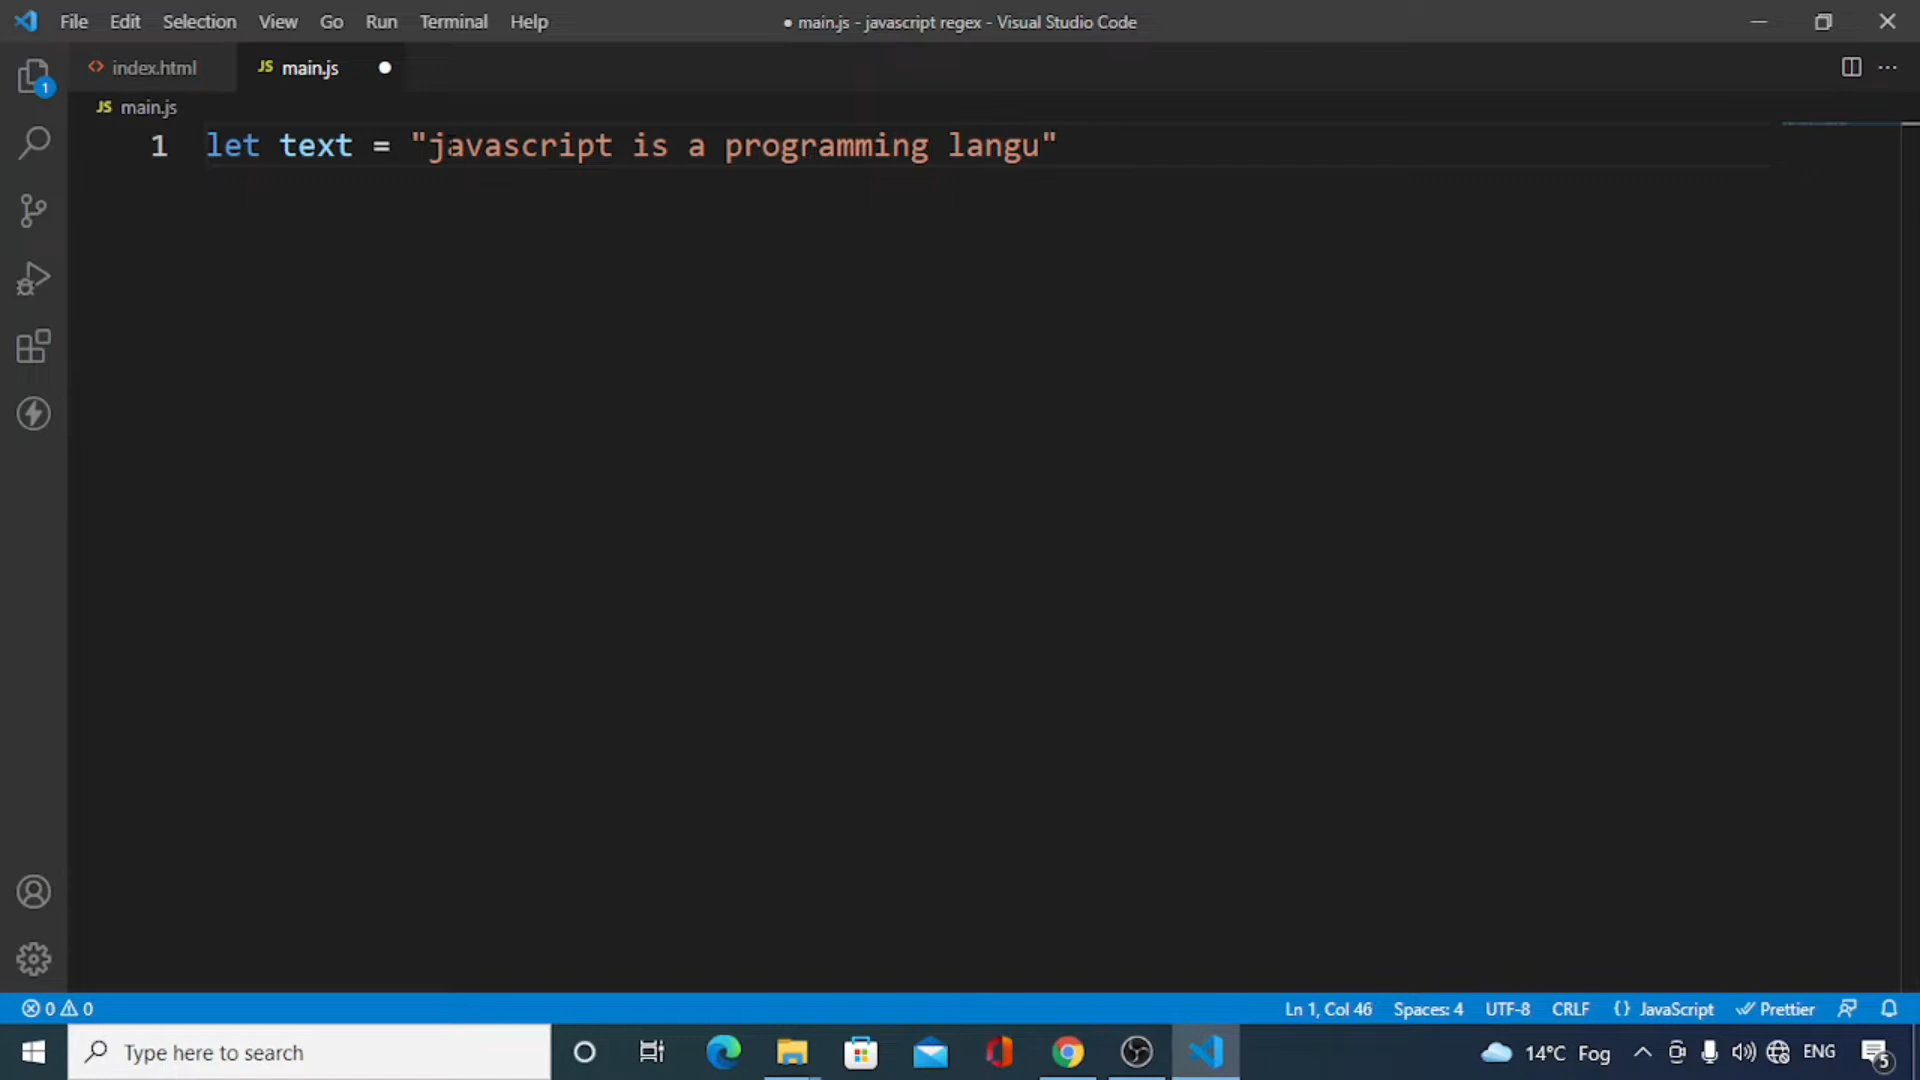 File Edit Selection View Go Run Terminal Help ● main.js - javascript regex - Visual Studio Code
<> index.html JS main.js ●
1
JS main.js
1 let text = "javascript is a programming langu"
0 0 Ln 1, Col 46 Spaces: 4 UTF-8 CRLF {} JavaScript Prettier
Type here to search 14°C Fog ENG 5